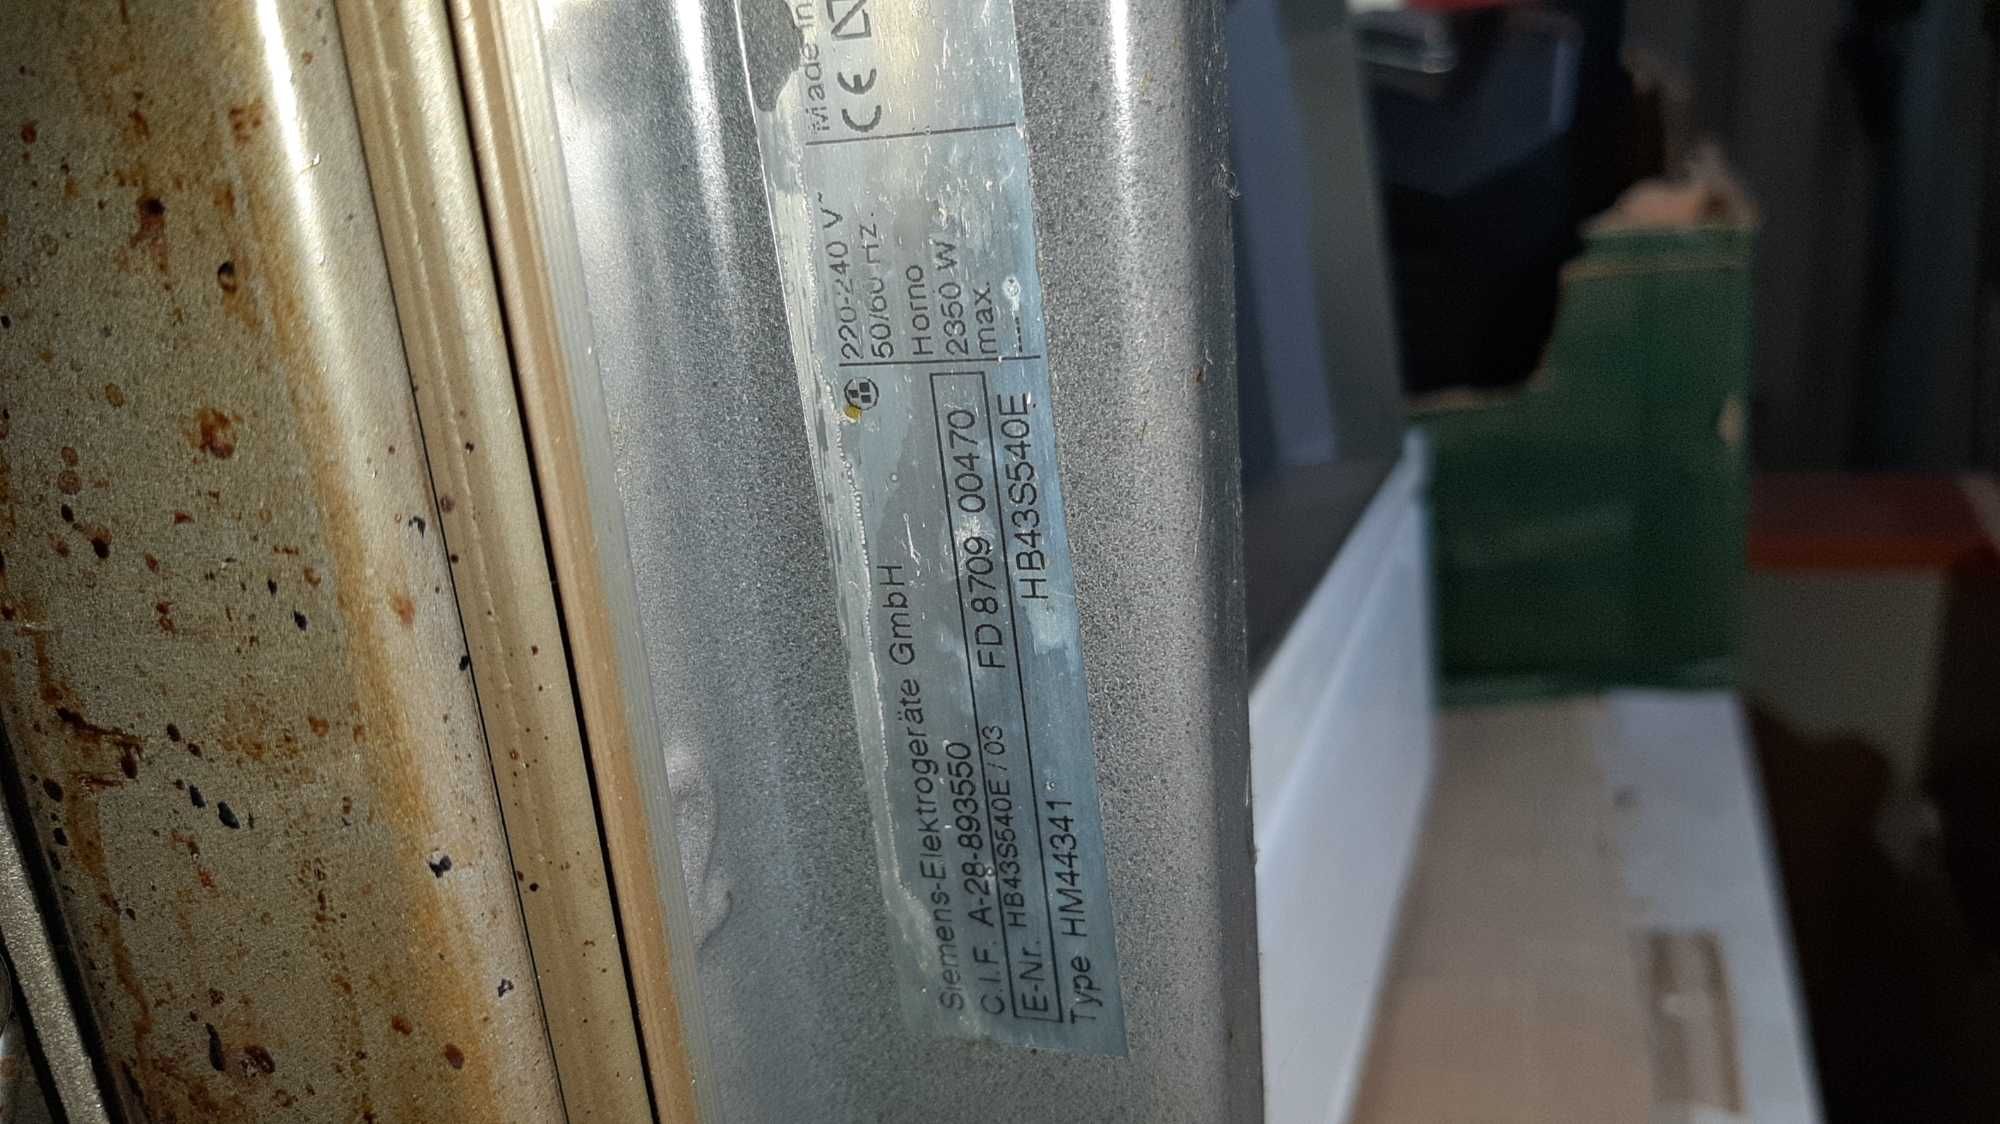 Siemens-Elektrogeräte GmbH
C.I.F. A-28-893550
E-Nr. HB43S540E / 03 FD 8709 00470
Type HM44341 HB43S540E
220-240 V~
50/60 Hz.
Horno
2350 W
max.
Made in
CE N